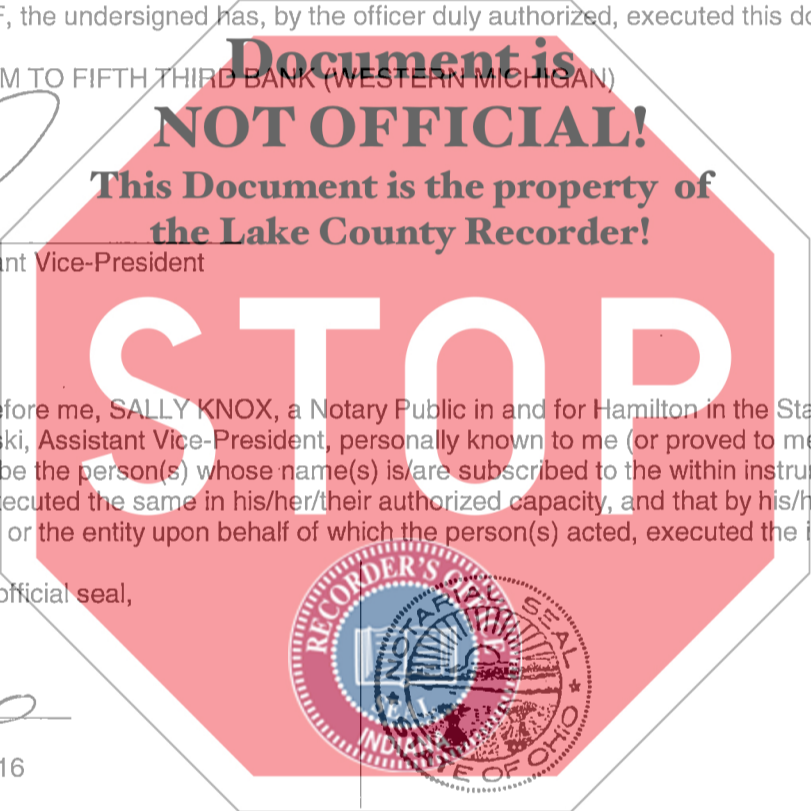 F, the undersigned has, by the officer duly authorized, executed this do
Document is
M TO FIFTH THIRD BANK (WESTERN MICHIGAN)
NOT OFFICIAL!
This Document is the property of
the Lake County Recorder!
ant Vice-President
STOP
efore me, SALLY KNOX, a Notary Public in and for Hamilton in the Sta
ski, Assistant Vice-President, personally known to me (or proved to me
be the person(s) whose name(s) is/are subscribed to the within instru
ecuted the same in his/her/their authorized capacity, and that by his/h
or the entity upon behalf of which the person(s) acted, executed the i
official seal,
RECORDER'S OFFICE
SEAL
INDIANA
NOTARIAL SEAL
STATE OF OHIO
16